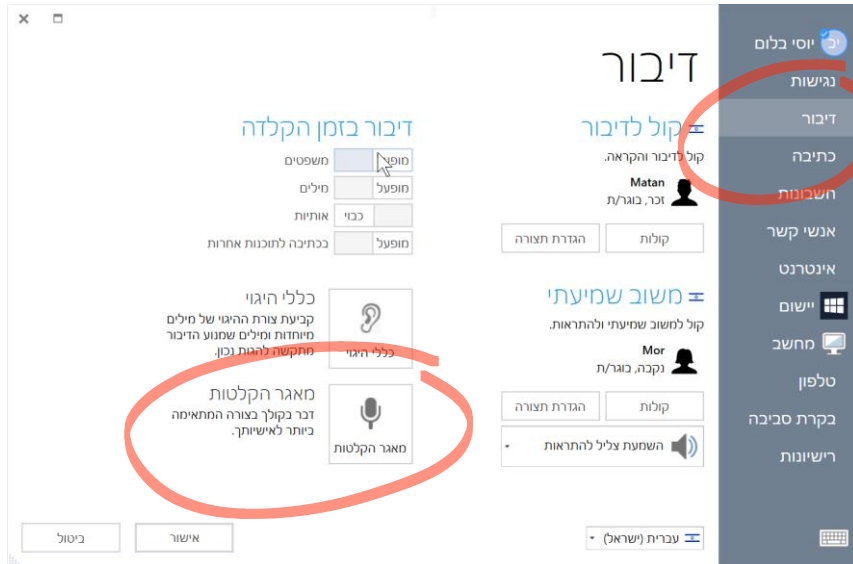 יב יוסי בלום
נגישות
דיבור
כתיבה
חשבונות
אנשי קשר
אינטרנט
יישום
מחשב
טלפון
בקרת סביבה
רישיונות
דיבור
קול לדיבור
קול לדיבור והקראה.
Matan
זכר, בוגר/ת
קולות
הגדרת תצורה
משוב שמיעתי
קול למשוב שמיעתי ולהתראות.
Mor
נקבה, בוגר/ת
קולות
הגדרת תצורה
השמעת צליל להתראות
עברית (ישראל)
דיבור בזמן הקלדה
משפטים
מופעל מילים
כבוי אותיות
מופעל בכתיבה לתוכנות אחרות
כללי היגוי
קביעת צורת ההיגוי של מילים
מיוחדות ומילים שמנוע הדיבור
מתקשה להגות נכון.
כללי היגוי
מאגר הקלטות
דבר בקולך בצורה המתאימה
ביותר לאישיותך.
מאגר הקלטות
אישור
ביטול